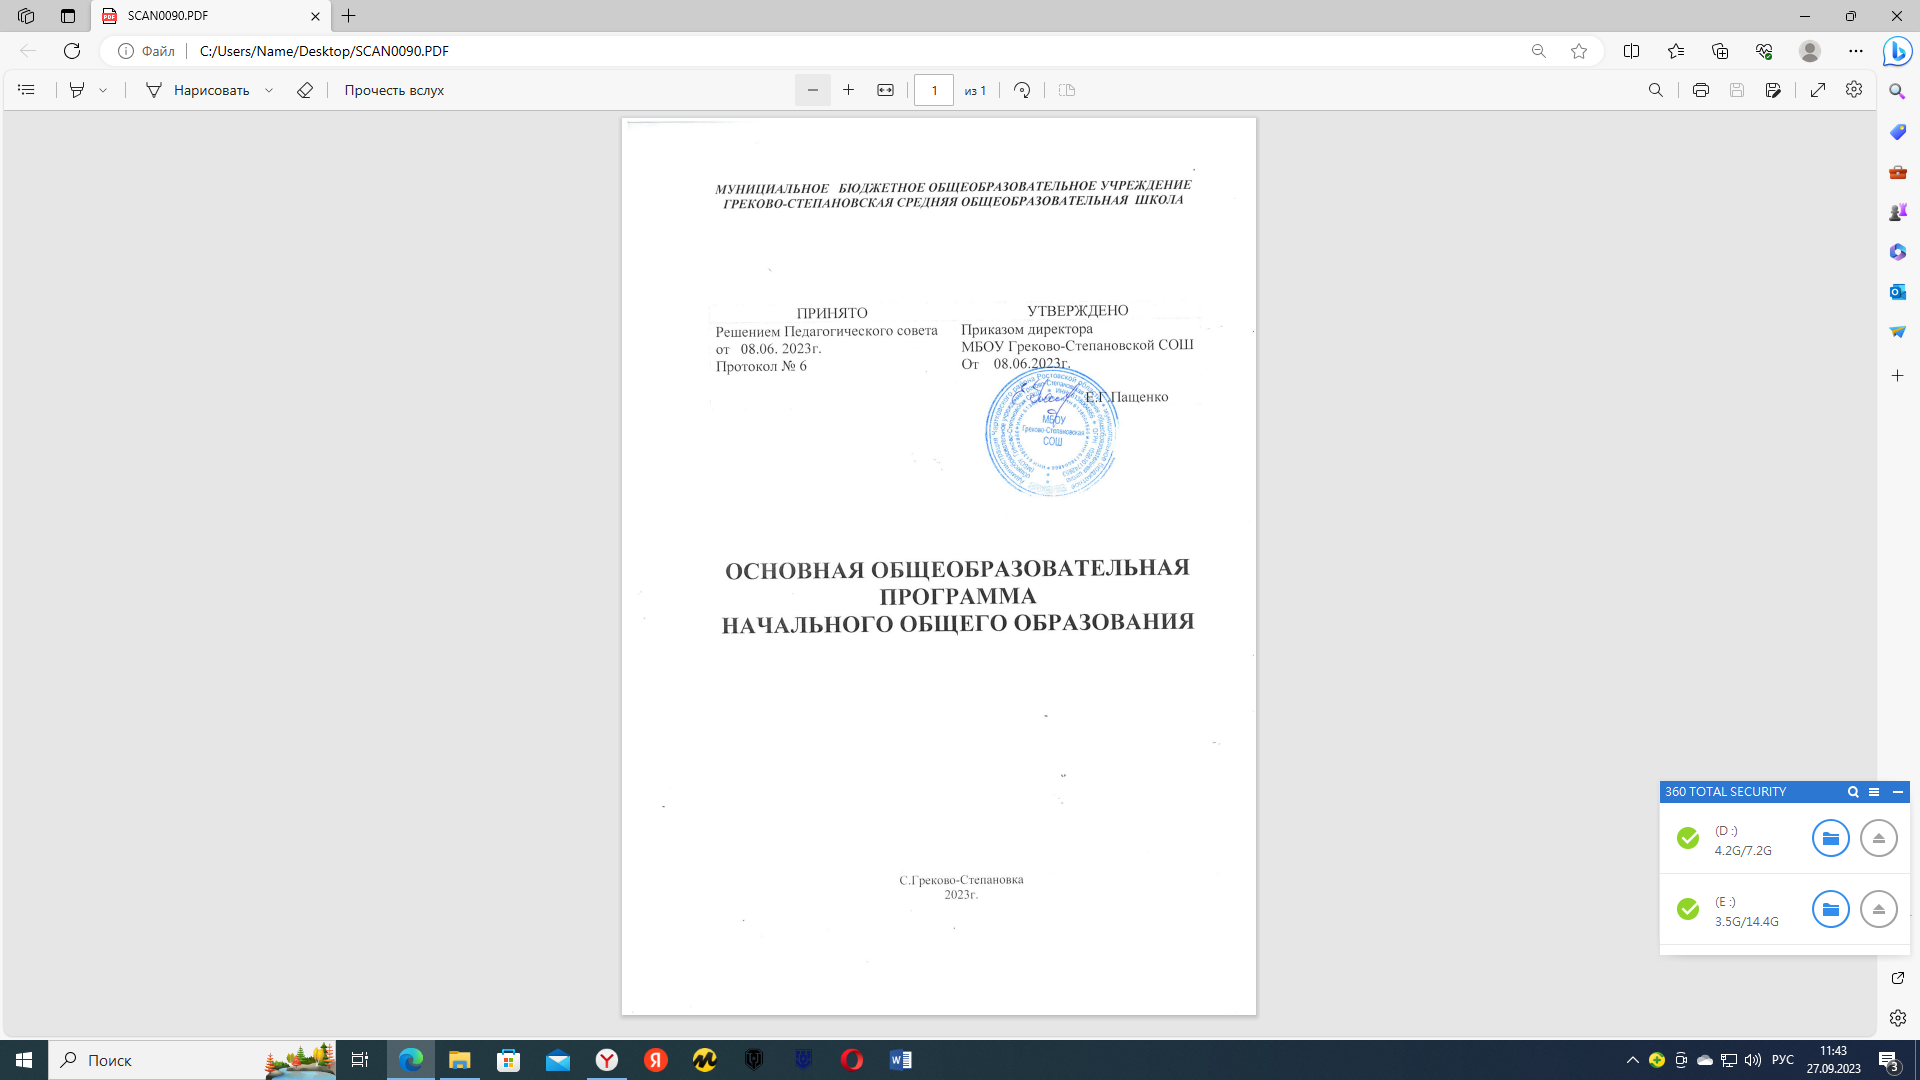 SCAN0090.PDF
Файл
C:/Users/Name/Desktop/SCAN0090.PDF
Нарисовать
Прочесть вслух
1
из 1
МУНИЦИАЛЬНОЕ БЮДЖЕТНОЕ ОБЩЕОБРАЗОВАТЕЛЬНОЕ УЧРЕЖДЕНИЕ
ГРЕКОВО-СТЕПАНОВСКАЯ СРЕДНЯЯ ОБЩЕОБРАЗОВАТЕЛЬНАЯ ШКОЛА
ПРИНЯТО
Решением Педагогического совета
от 08.06. 2023г.
Протокол № 6
УТВЕРЖДЕНО
Приказом директора
МБОУ Греково-Степановской СОШ
От 08.06.2023г.
Е.Г.Пащенко
МБОУ
Греково-Степановская
СОШ
ОСНОВНАЯ ОБЩЕОБРАЗОВАТЕЛЬНАЯ
ПРОГРАММА
НАЧАЛЬНОГО ОБЩЕГО ОБРАЗОВАНИЯ
С.Греково-Степановка
2023г.
360 TOTAL SECURITY
(D :)
4.2G/7.2G
(E :)
3.5G/14.4G
Поиск
РУС
11:43
27.09.2023
3